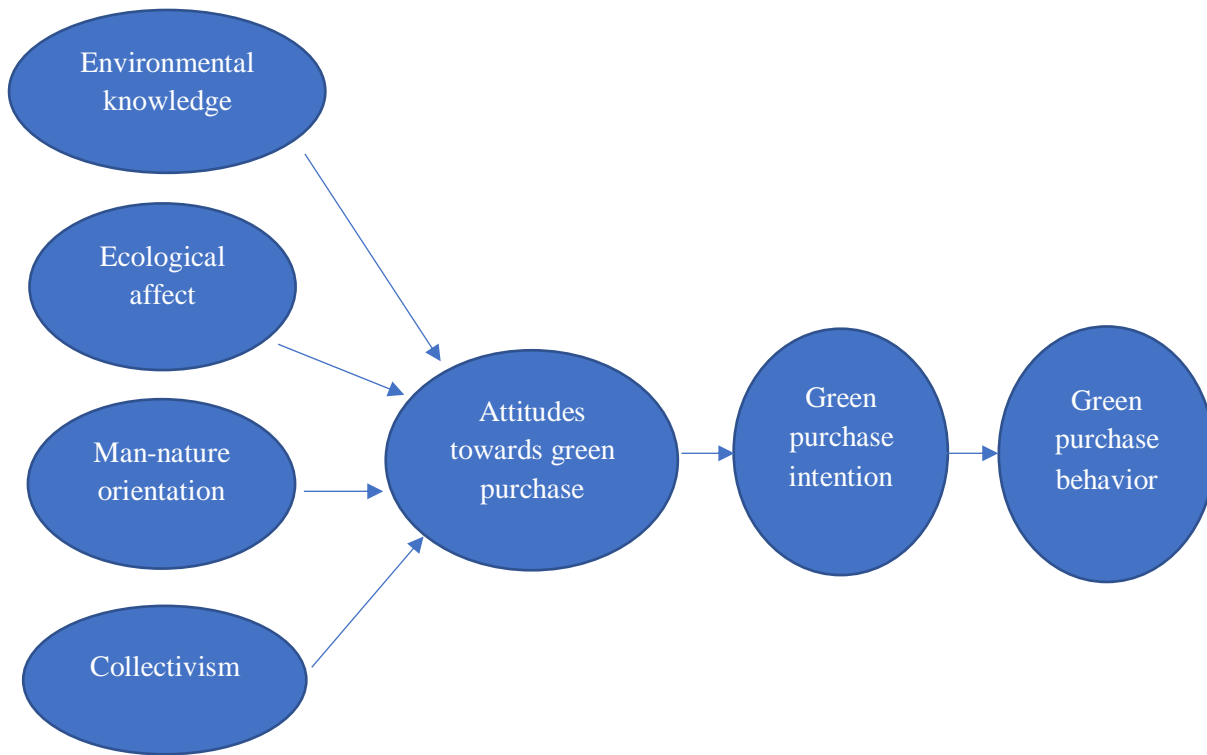 Environmental
knowledge
Ecological
affect
Man-nature
orientation
Collectivism
Attitudes
towards green
purchase
Green
purchase
intention
Green
purchase
behavior